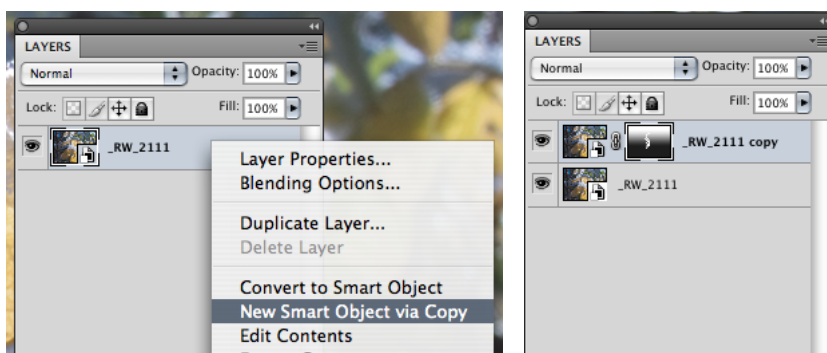 LAYERS
Normal Opacity: 100%
Lock: Fill: 100%
_RW_2111
Layer Properties...
Blending Options...
Duplicate Layer...
Delete Layer
Convert to Smart Object
New Smart Object via Copy
Edit Contents
LAYERS
Normal Opacity: 100%
Lock: Fill: 100%
_RW_2111 copy
_RW_2111